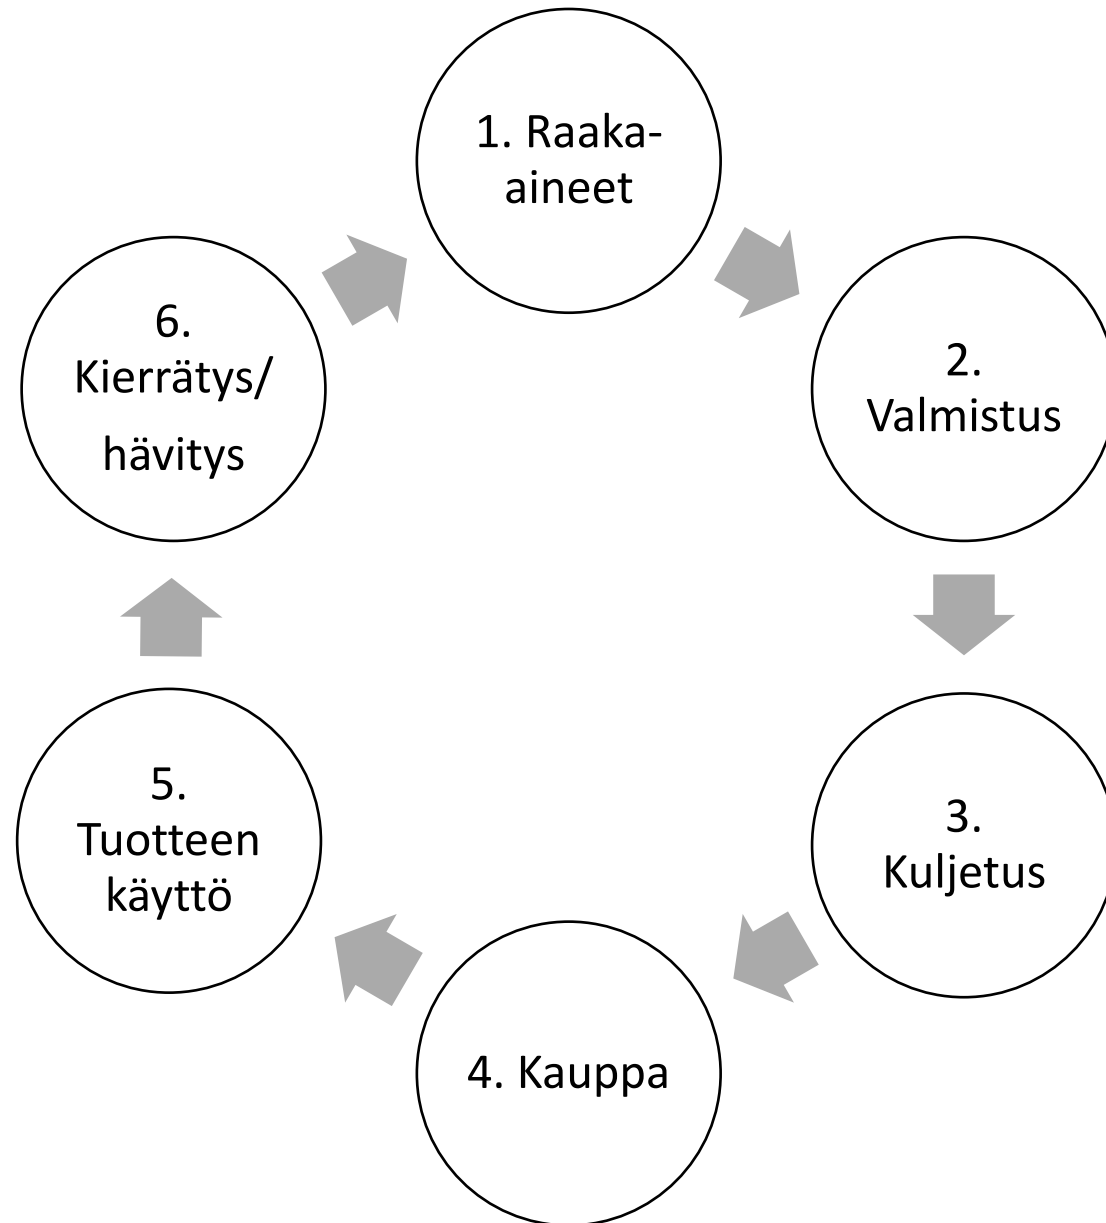 1. Raaka-
aineet
2.
Valmistus
3.
Kuljetus
4. Kauppa
5.
Tuotteen
käyttö
6.
Kierrätys/
hävitys